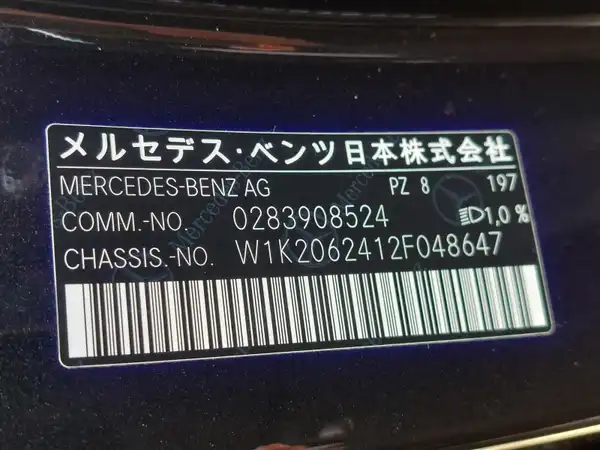 メルセデス・ベンツ日本株式会社
MERCEDES-BENZ AG PZ 8 197
COMM.-NO. 0283908524 1,0 %
CHASSIS.-NO. W1K2062412F048647